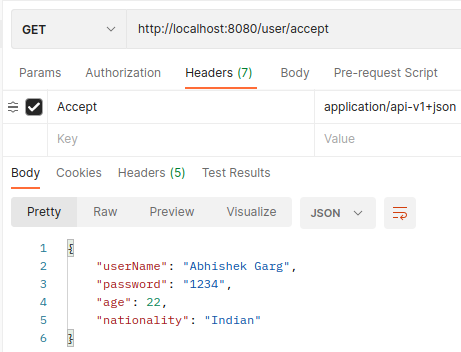 GET http://localhost:8080/user/accept
Params Authorization Headers (7) Body Pre-request Script
Accept application/api-v1+json
Key Value
Body Cookies Headers (5) Test Results
Pretty Raw Preview Visualize JSON
1 {
2 "userName": "Abhishek Garg",
3 "password": "1234",
4 "age": 22,
5 "nationality": "Indian"
6 }